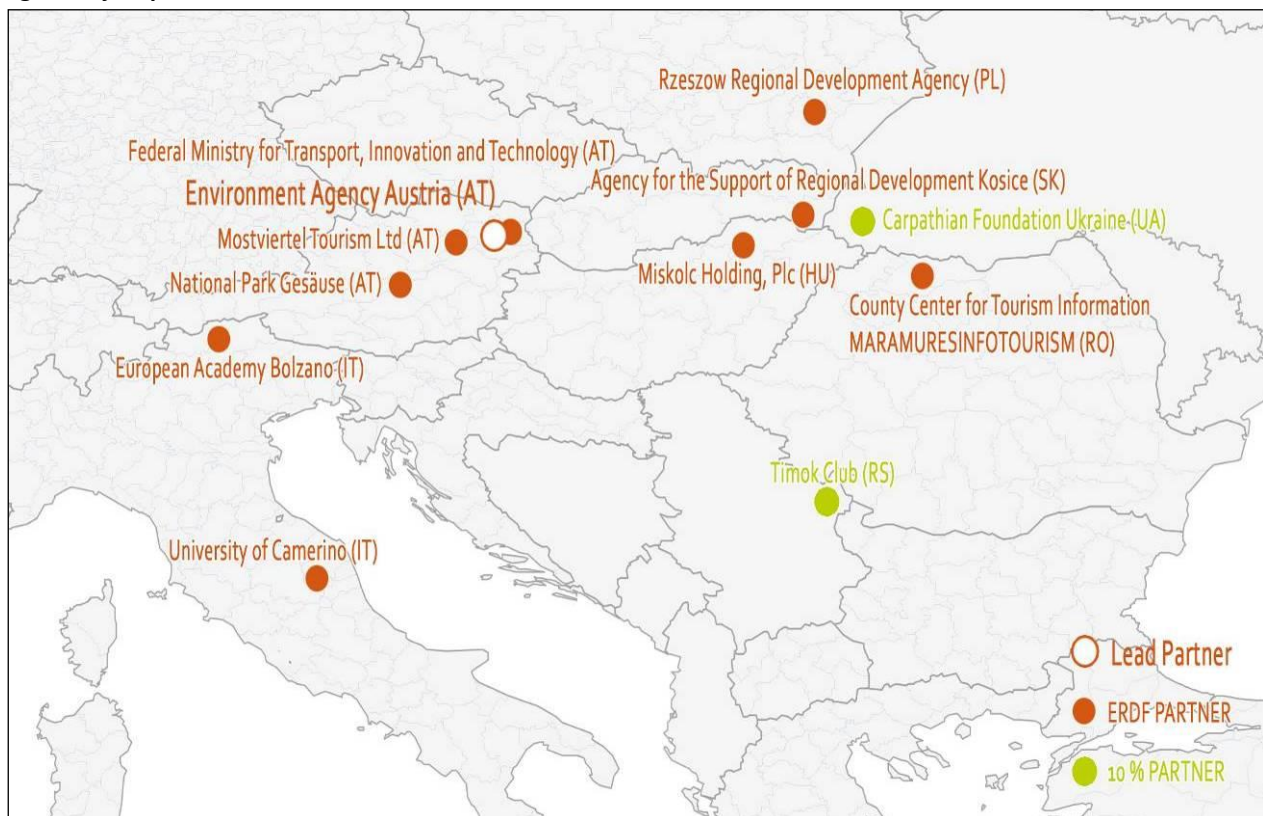 Rzeszow Regional Development Agency (PL)
Federal Ministry for Transport, Innovation and Technology (AT)
Environment Agency Austria (AT)
Agency for the Support of Regional Development Kosice (SK)
Carpathian Foundation Ukraine (UA)
Mostviertel Tourism Ltd (AT)
National Park Gesäuse (AT)
Miskolc Holding, Plc (HU)
County Center for Tourism Information
MARAMURESINFOTOURISM (RO)
European Academy Bolzano (IT)
Timok Club (RS)
University of Camerino (IT)
Lead Partner
ERDF PARTNER
10 % PARTNER